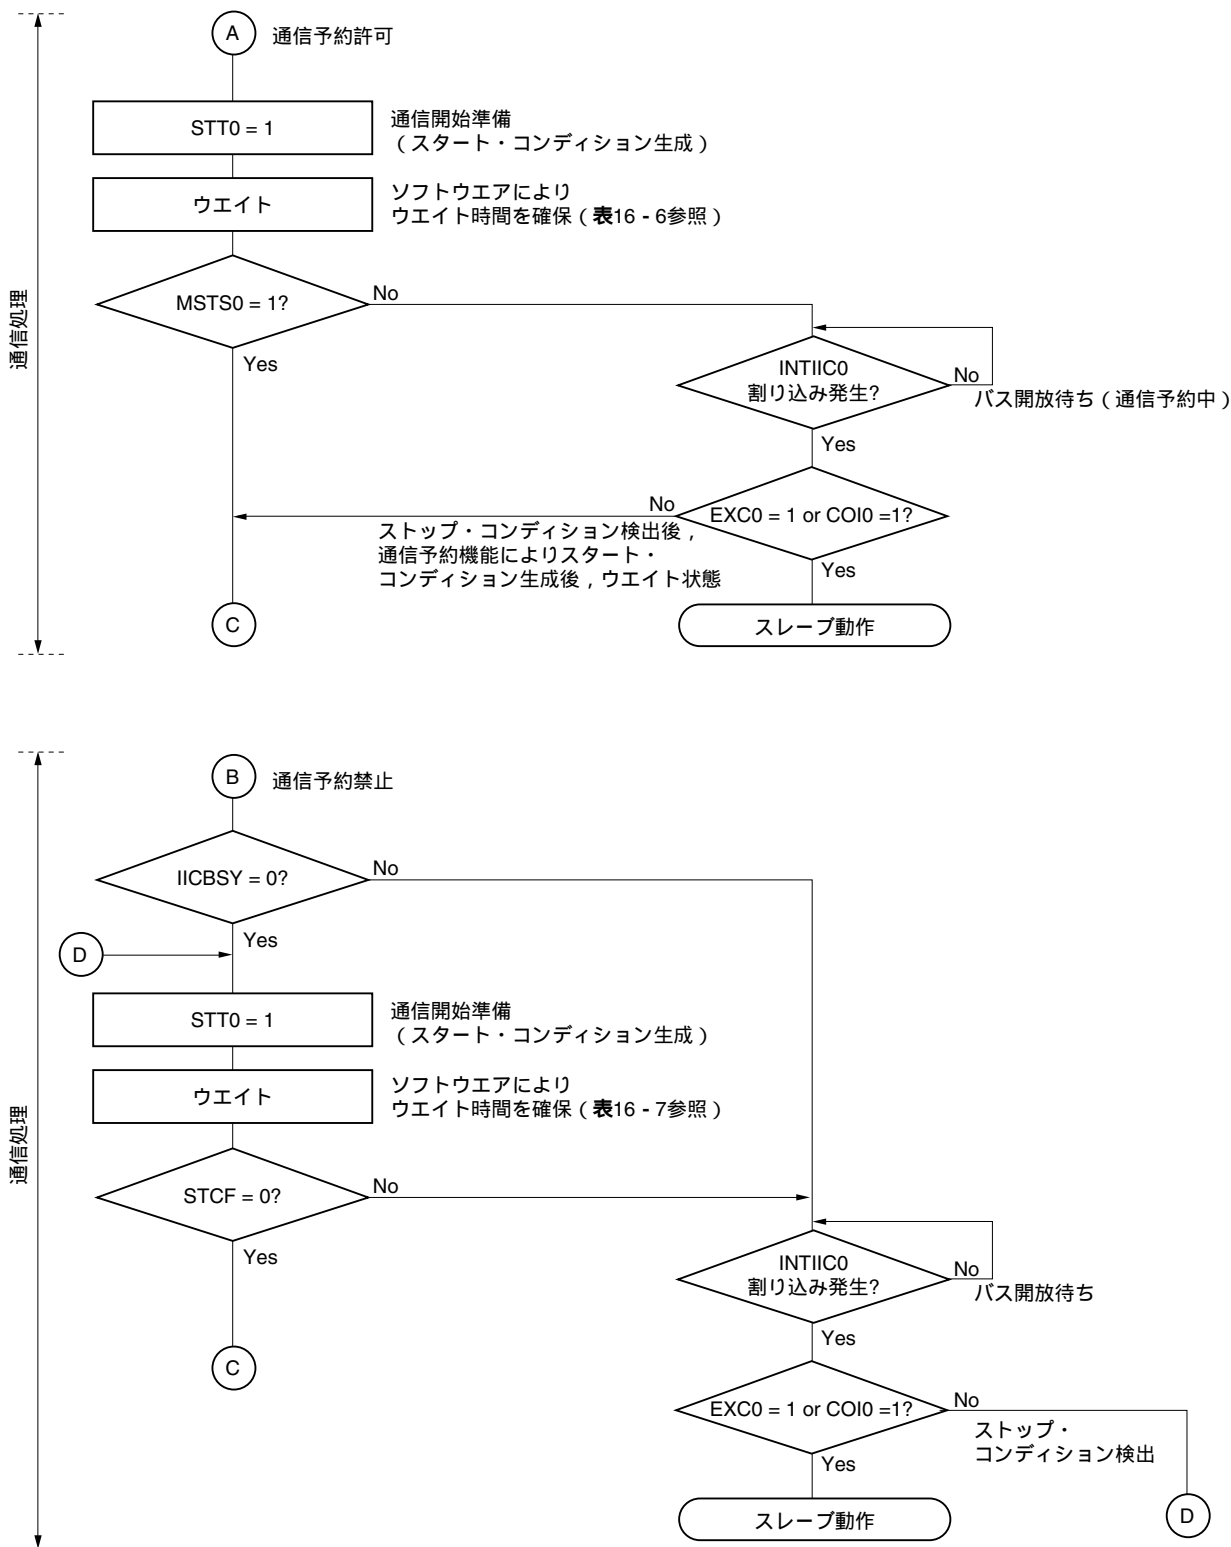 A 通信予約許可
STT0 = 1
通信開始準備
(スタート・コンディション生成)
ウエイト
ソフトウエアにより
ウエイト時間を確保(表16 - 6参照)
MSTS0 = 1?
No
Yes
INTIIC0
割り込み発生?
No
バス開放待ち(通信予約中)
Yes
EXC0 = 1 or COI0 =1?
No
ストップ・コンディション検出後,
通信予約機能によりスタート・
コンディション生成後,ウエイト状態
Yes
C
スレーブ動作
通信処理
B 通信予約禁止
IICBSY = 0?
No
Yes
D
STT0 = 1
通信開始準備
(スタート・コンディション生成)
ウエイト
ソフトウエアにより
ウエイト時間を確保(表16 - 7参照)
STCF = 0?
No
Yes
INTIIC0
割り込み発生?
No
バス開放待ち
Yes
C
EXC0 = 1 or COI0 =1?
No
ストップ・
コンディション検出
Yes
スレーブ動作
D
通信処理